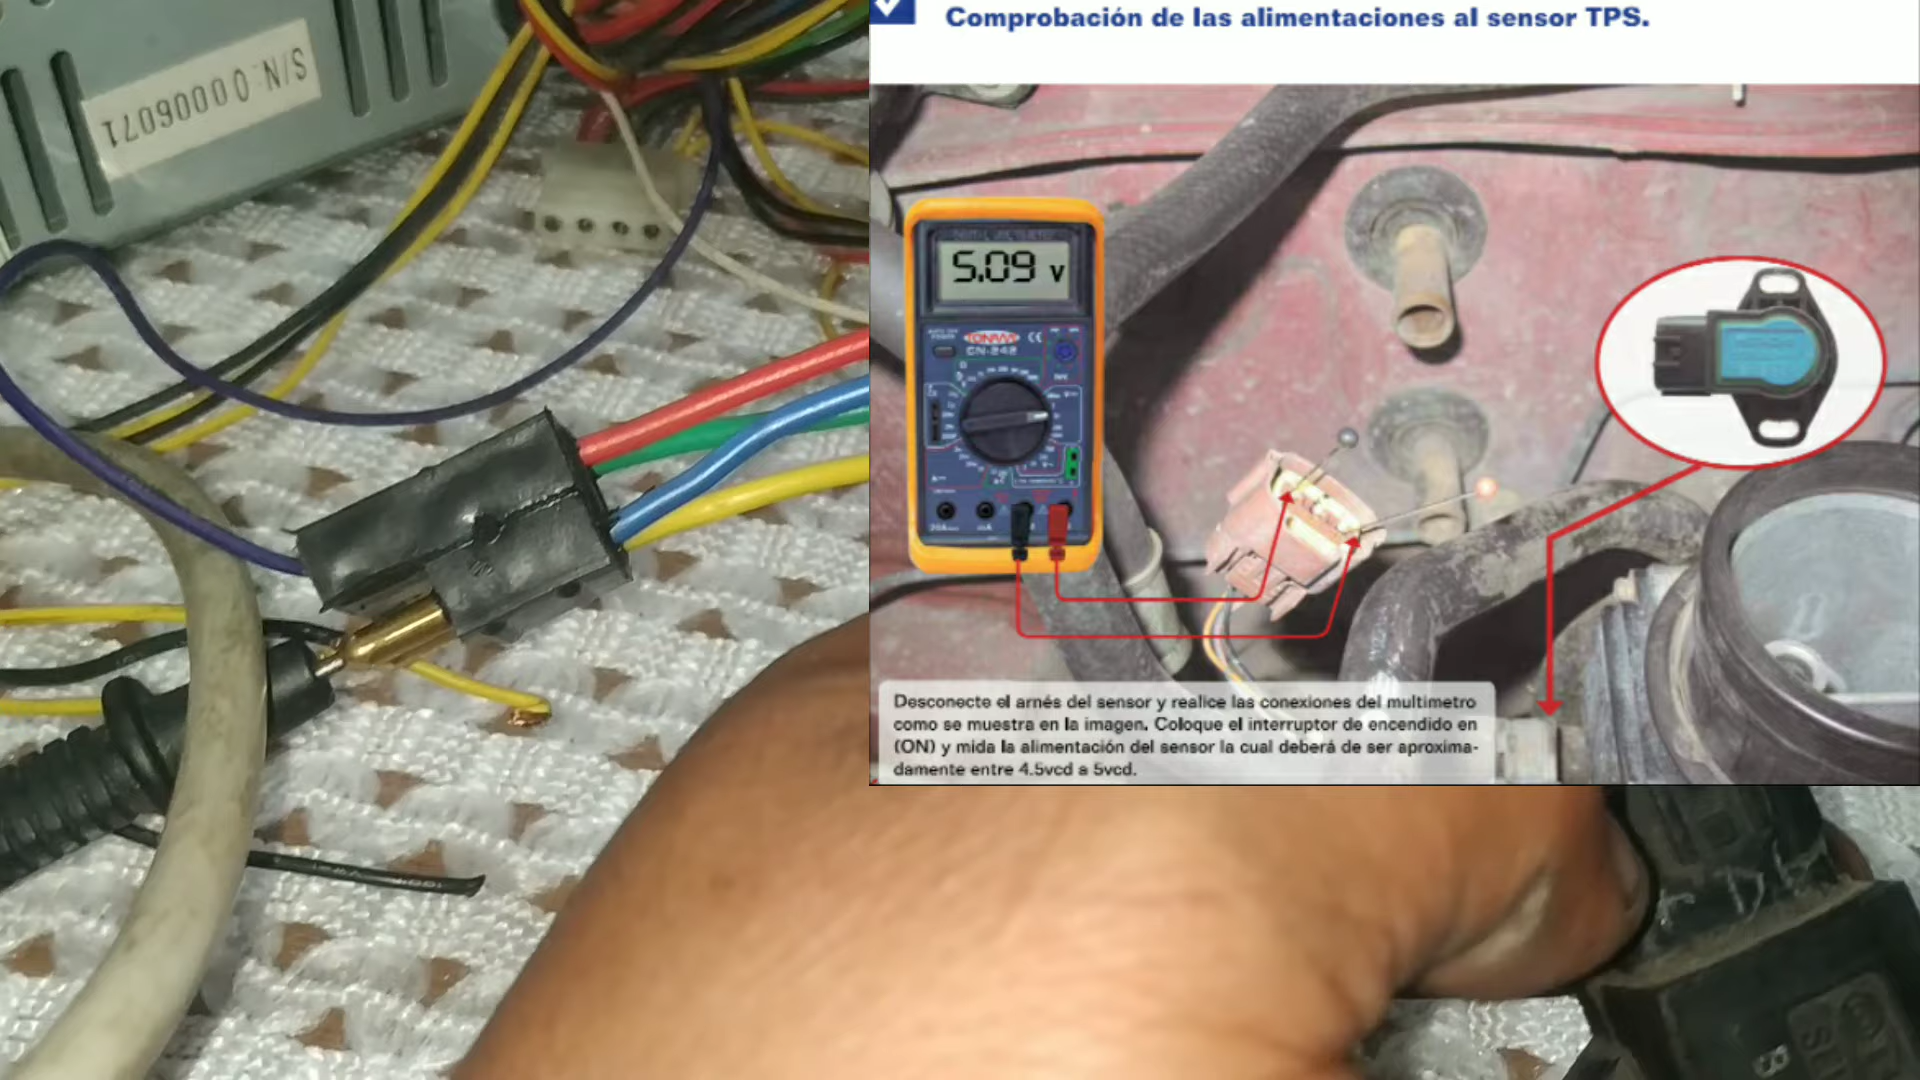 Comprobación de las alimentaciones al sensor TPS.
S/N: 00006071
5.09 v
CN-242
Desconecte el arnés del sensor y realice las conexiones del multimetro
como se muestra en la imagen. Coloque el interruptor de encendido en
(ON) y mida la alimentación del sensor la cual deberá de ser aproxima-
damente entre 4.5vcd a 5vcd.
B